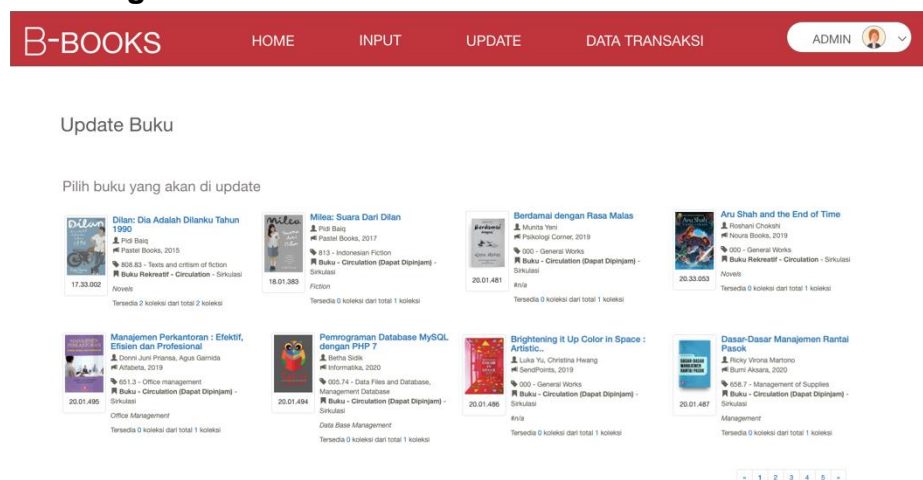 B-BOOKS
HOME
INPUT
UPDATE
DATA TRANSAKSI
ADMIN
Update Buku
Pilih buku yang akan di update
Dilan
17.33.002
Dilan: Dia Adalah Dilanku Tahun
1990
Pidi Baiq
Pastel Books, 2015
808.83 - Texts and critism of fiction
Buku Rekreatif - Circulation - Sirkulasi
Novels
Tersedia 2 koleksi dari total 2 koleksi
Milea
18.01.383
Milea: Suara Dari Dilan
Pidi Baiq
Pastel Books, 2017
813 - Indonesian Fiction
Buku - Circulation (Dapat Dipinjam) -
Sirkulasi
Fiction
Tersedia 0 koleksi dari total 1 koleksi
Berdamai
20.01.481
Berdamai dengan Rasa Malas
Munita Yeni
Psikologi Corner, 2019
000 - General Works
Buku - Circulation (Dapat Dipinjam) -
Sirkulasi
#n/a
Tersedia 0 koleksi dari total 1 koleksi
20.33.053
Aru Shah and the End of Time
Roshani Chokshi
Noura Books, 2019
000 - General Works
Buku Rekreatif - Circulation - Sirkulasi
Novels
Tersedia 0 koleksi dari total 1 koleksi
20.01.495
Manajemen Perkantoran : Efektif,
Efisien dan Profesional
Donni Juni Priansa, Agus Garnida
Alfabeta, 2019
651.3 - Office management
Buku - Circulation (Dapat Dipinjam) -
Sirkulasi
Office Management
Tersedia 0 koleksi dari total 1 koleksi
20.01.494
Pemrograman Database MySQL
dengan PHP 7
Betha Sidik
Informatika, 2020
005.74 - Data Files and Database,
Management Database
Buku - Circulation (Dapat Dipinjam) -
Sirkulasi
Data Base Management
Tersedia 0 koleksi dari total 1 koleksi
20.01.486
Brightening it Up Color in Space :
Artistic..
Luka Yu, Christina Hwang
SendPoints, 2019
000 - General Works
Buku - Circulation (Dapat Dipinjam) -
Sirkulasi
#n/a
Tersedia 0 koleksi dari total 1 koleksi
20.01.487
Dasar-Dasar Manajemen Rantai
Pasok
Ricky Virona Martono
Bumi Aksara, 2020
658.7 - Management of Supplies
Buku - Circulation (Dapat Dipinjam) -
Sirkulasi
Management
Tersedia 0 koleksi dari total 1 koleksi
« 1 2 3 4 5 »